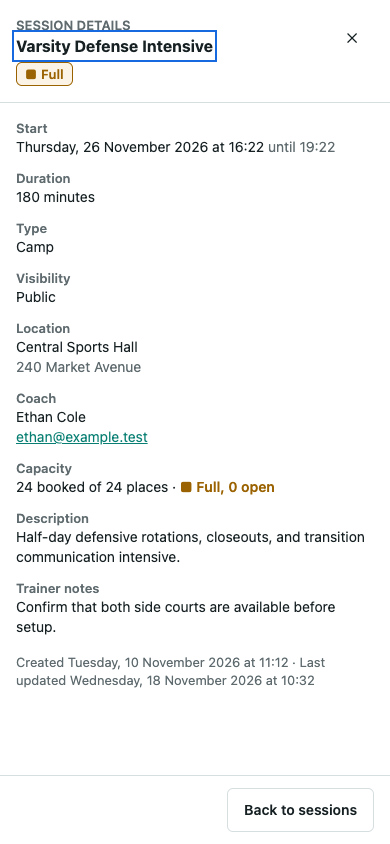 SESSION DETAILS
Varsity Defense Intensive
Full
Start
Thursday, 26 November 2026 at 16:22 until 19:22
Duration
180 minutes
Type
Camp
Visibility
Public
Location
Central Sports Hall
240 Market Avenue
Coach
Ethan Cole
ethan@example.test
Capacity
24 booked of 24 places · Full, 0 open
Description
Half-day defensive rotations, closeouts, and transition
communication intensive.
Trainer notes
Confirm that both side courts are available before
setup.
Created Tuesday, 10 November 2026 at 11:12 · Last
updated Wednesday, 18 November 2026 at 10:32
Back to sessions